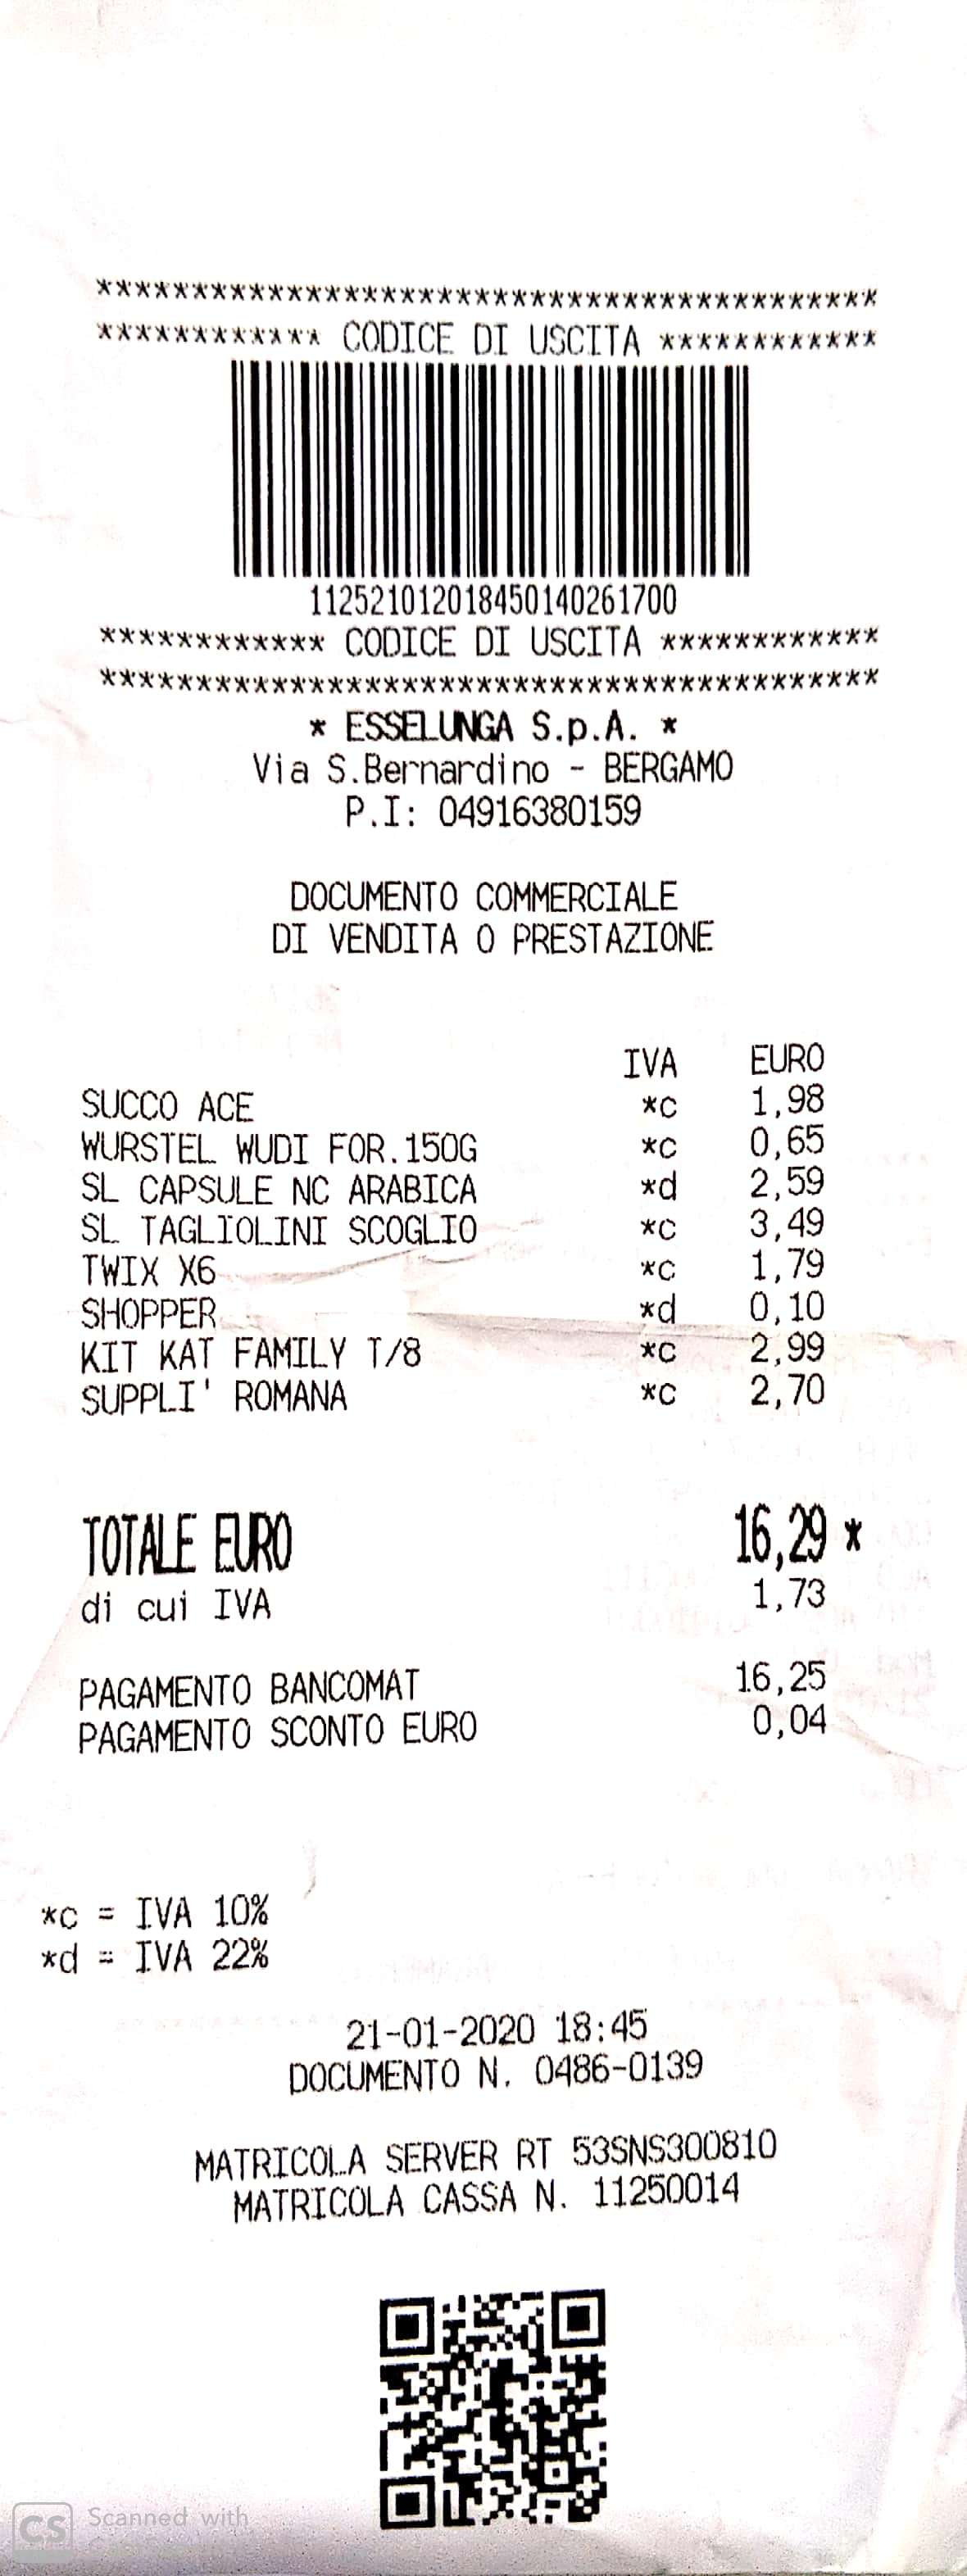 *****************************************
************ CODICE DI USCITA ************
112521012018450140261700
************ CODICE DI USCITA ************
*****************************************
* ESSELUNGA S.p.A. *
Via S.Bernardino - BERGAMO
P.I: 04916380159
DOCUMENTO COMMERCIALE
DI VENDITA O PRESTAZIONE
IVA EURO
SUCCO ACE *c 1,98
WURSTEL WUDI FOR.150G *c 0,65
SL CAPSULE NC ARABICA *d 2,59
SL TAGLIOLINI SCOGLIO *c 3,49
TWIX X6 *c 1,79
SHOPPER *d 0,10
KIT KAT FAMILY T/8 *c 2,99
SUPPLI' ROMANA *c 2,70
TOTALE EURO 16,29 *
di cui IVA 1,73
PAGAMENTO BANCOMAT 16,25
PAGAMENTO SCONTO EURO 0,04
*c = IVA 10%
*d = IVA 22%
21-01-2020 18:45
DOCUMENTO N. 0486-0139
MATRICOLA SERVER RT 53SNS300810
MATRICOLA CASSA N. 11250014
CS Scanned with